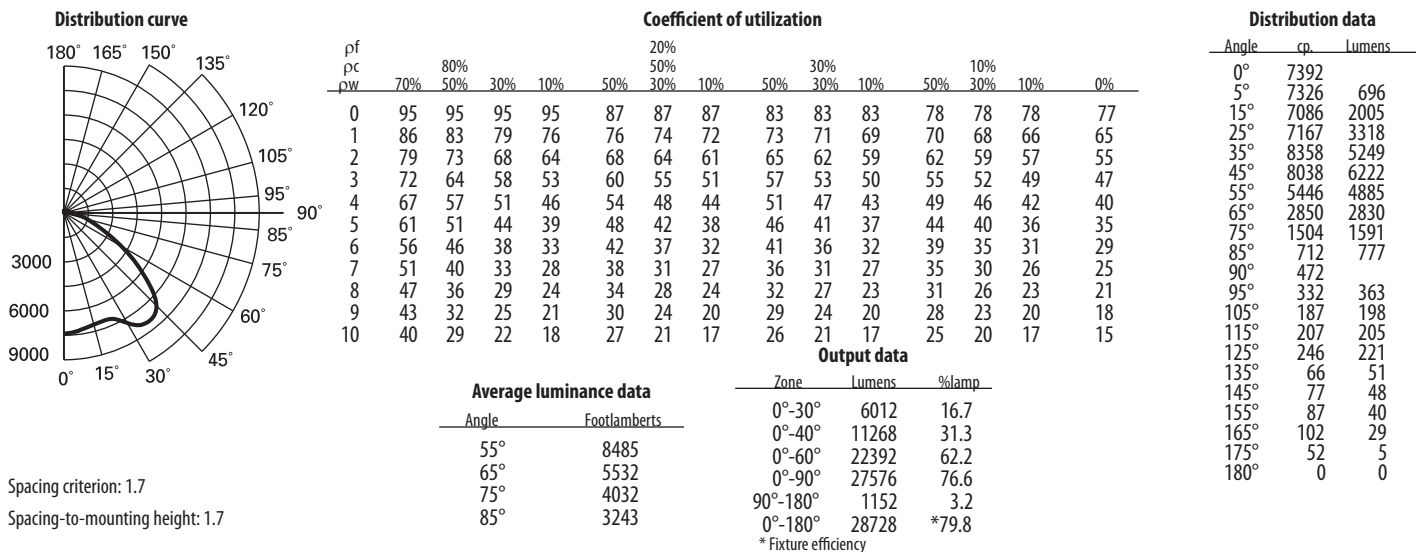 Distribution curve
180° 165° 150° 135° 120° 105° 95° 90° 85° 75° 60° 45° 30° 15° 0°
3000
6000
9000
Spacing criterion: 1.7
Spacing-to-mounting height: 1.7
Coefficient of utilization
ρf 20%
ρc 80% 50% 30% 10%
ρw 70% 50% 30% 10% 50% 30% 10% 50% 30% 10% 50% 30% 10% 0%
0 95 95 95 95 87 87 87 83 83 83 78 78 78 77
1 86 83 79 76 76 74 72 73 71 69 70 68 66 65
2 79 73 68 64 68 64 61 65 62 59 62 59 57 55
3 72 64 58 53 60 55 51 57 53 50 55 52 49 47
4 67 57 51 46 54 48 44 51 47 43 49 46 42 40
5 61 51 44 39 48 42 38 46 41 37 44 40 36 35
6 56 46 38 33 42 37 32 41 36 32 39 35 31 29
7 51 40 33 28 38 31 27 36 31 27 35 30 26 25
8 47 36 29 24 34 28 24 32 27 23 31 26 23 21
9 43 32 25 21 30 24 20 29 24 20 28 23 20 18
10 40 29 22 18 27 21 17 26 21 17 25 20 17 15
Average luminance data
Angle Footlamberts
55° 8485
65° 5532
75° 4032
85° 3243
Output data
Zone Lumens %lamp
0°-30° 6012 16.7
0°-40° 11268 31.3
0°-60° 22392 62.2
0°-90° 27576 76.6
90°-180° 1152 3.2
0°-180° 28728 *79.8
* Fixture efficiency
Distribution data
Angle cp. Lumens
0° 7392
5° 7326 696
15° 7086 2005
25° 7167 3318
35° 8358 5249
45° 8038 6222
55° 5446 4885
65° 2850 2830
75° 1504 1591
85° 712 777
90° 472
95° 332 363
105° 187 198
115° 207 205
125° 246 221
135° 66 51
145° 77 48
155° 87 40
165° 102 29
175° 52 5
180° 0 0